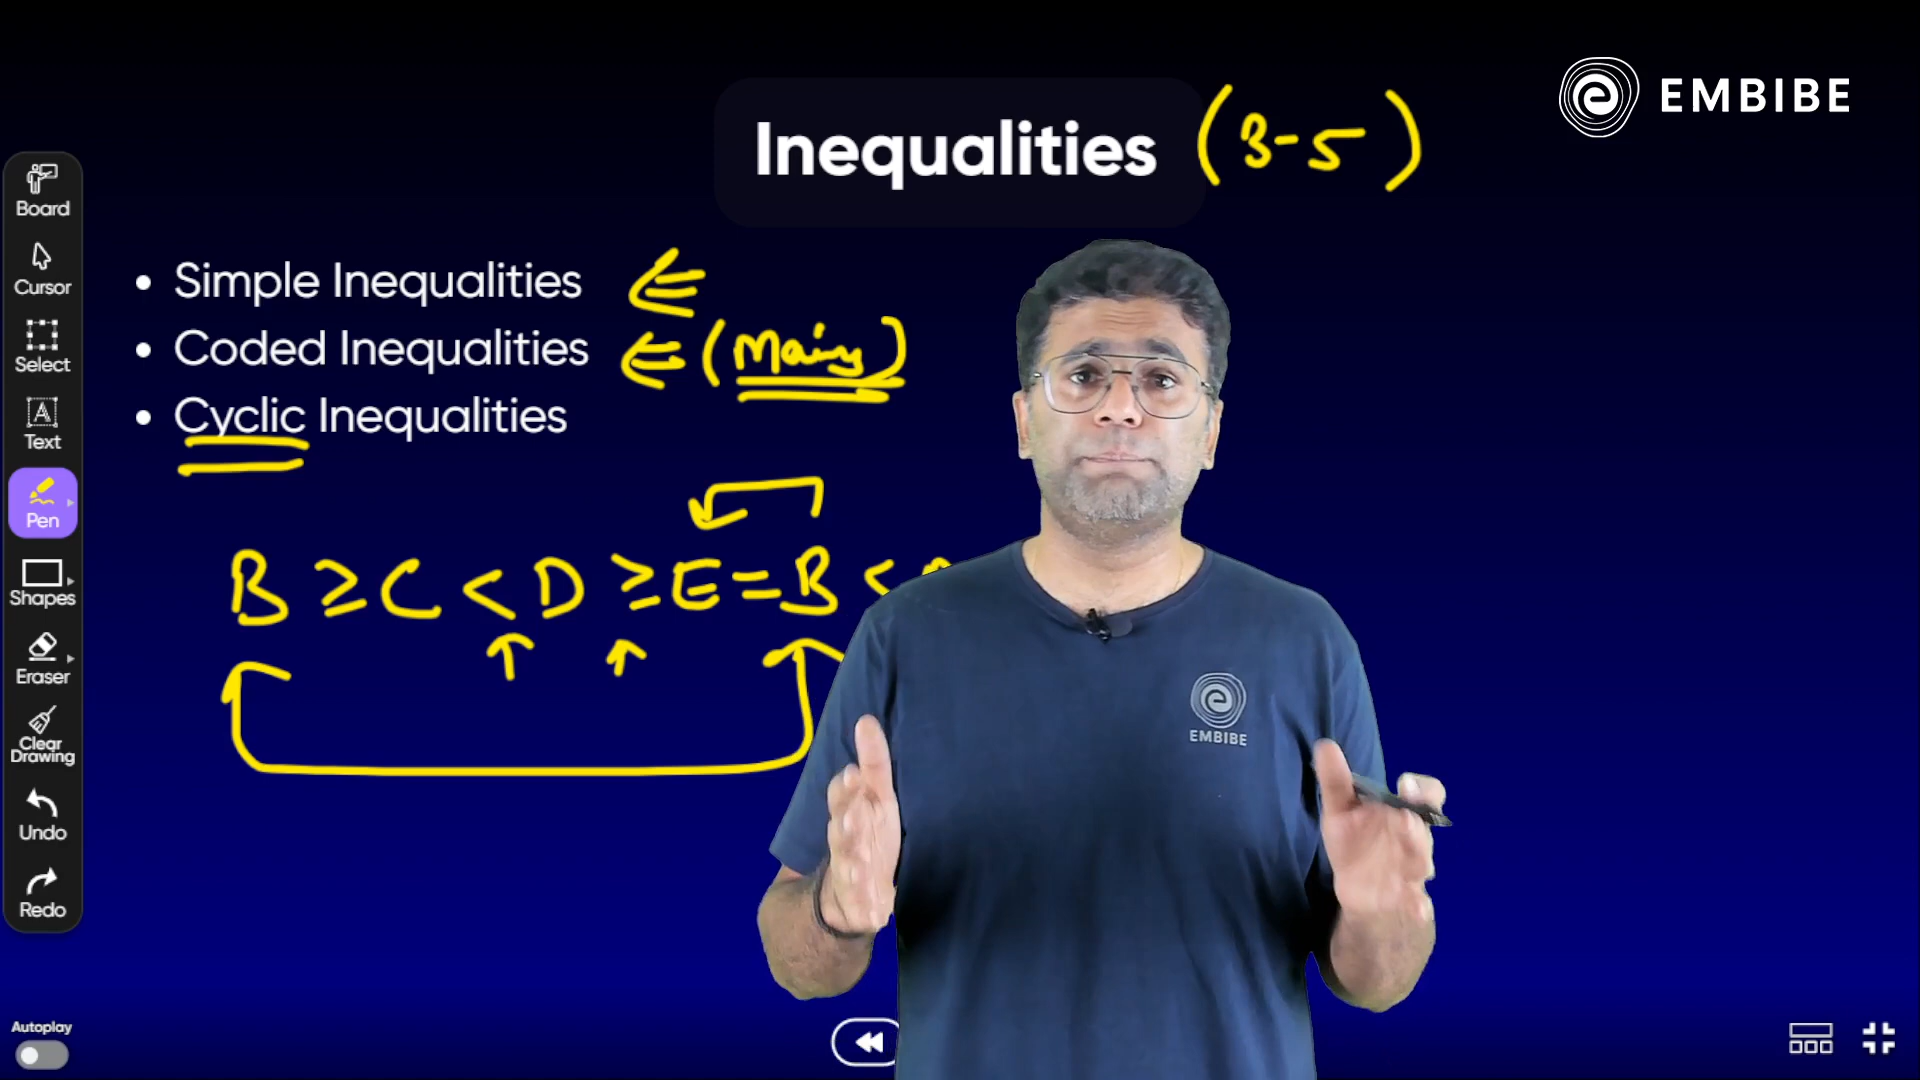 EMBIBE
Inequalities (3-5)
Board
Cursor
Select
Text
Pen
Shapes
Eraser
Clear
Drawing
Undo
Redo
• Simple Inequalities
• Coded Inequalities (Mains)
• Cyclic Inequalities
B ≥ C < D ≥ E = B <
EMBIBE
Autoplay